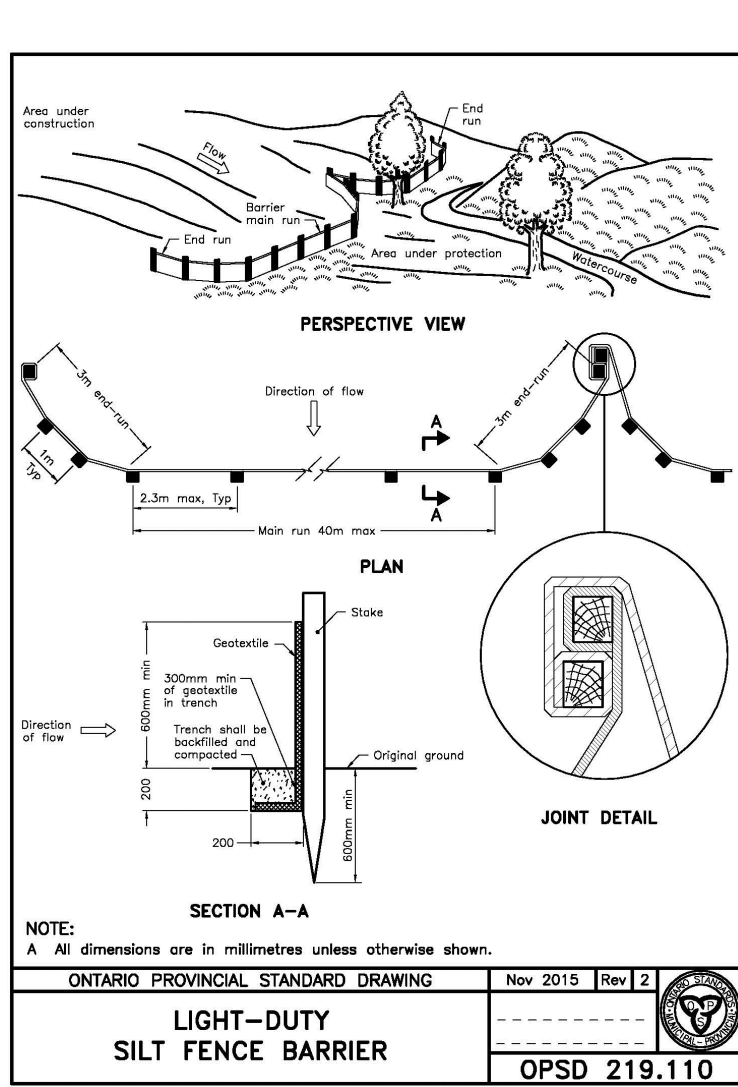 Area under
construction
Flow
End
run
Barrier
main run
End run
Area under protection
Watercourse
PERSPECTIVE VIEW
3m end-run
Direction of flow
3m end-run
A
1m
Typ
2.3m max, Typ
A
Main run 40m max
PLAN
Stake
Geotextile
600mm min
300mm min
of geotextile
in trench
Direction
of flow
Trench shall be
backfilled and
compacted
Original ground
200
600mm min
200
JOINT DETAIL
SECTION A-A
NOTE:
A All dimensions are in millimetres unless otherwise shown.
ONTARIO PROVINCIAL STANDARD DRAWING
Nov 2015 Rev 2
LIGHT-DUTY
SILT FENCE BARRIER
ONTARIO STANDARDS
MUNICIPAL - PROVINCIAL
O P
S
OPSD 219.110